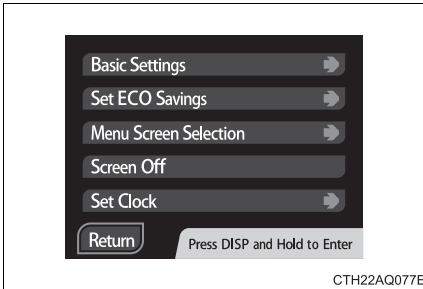 Basic Settings
Set ECO Savings
Menu Screen Selection
Screen Off
Set Clock
Return
Press DISP and Hold to Enter
CTH22AQ077E